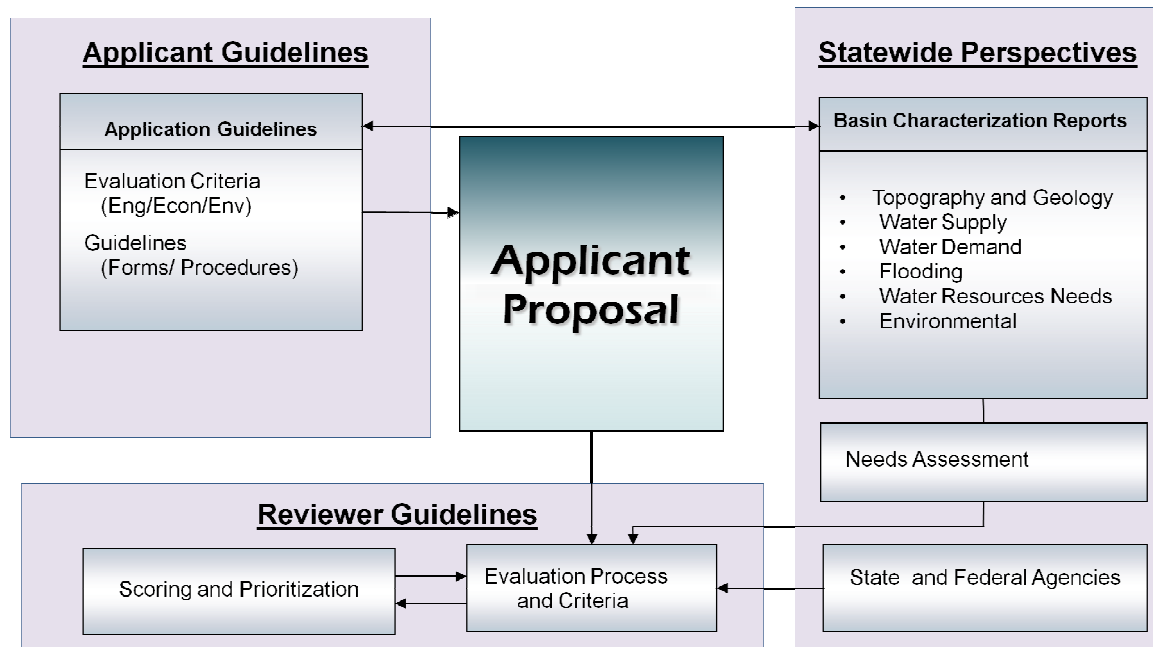 Applicant Guidelines
Application Guidelines
Evaluation Criteria
(Eng/Econ/Env)
Guidelines
(Forms/ Procedures)
Applicant
Proposal
Statewide Perspectives
Basin Characterization Reports
• Topography and Geology
• Water Supply
• Water Demand
• Flooding
• Water Resources Needs
• Environmental
Needs Assessment
Reviewer Guidelines
Scoring and Prioritization
Evaluation Process
and Criteria
State and Federal Agencies